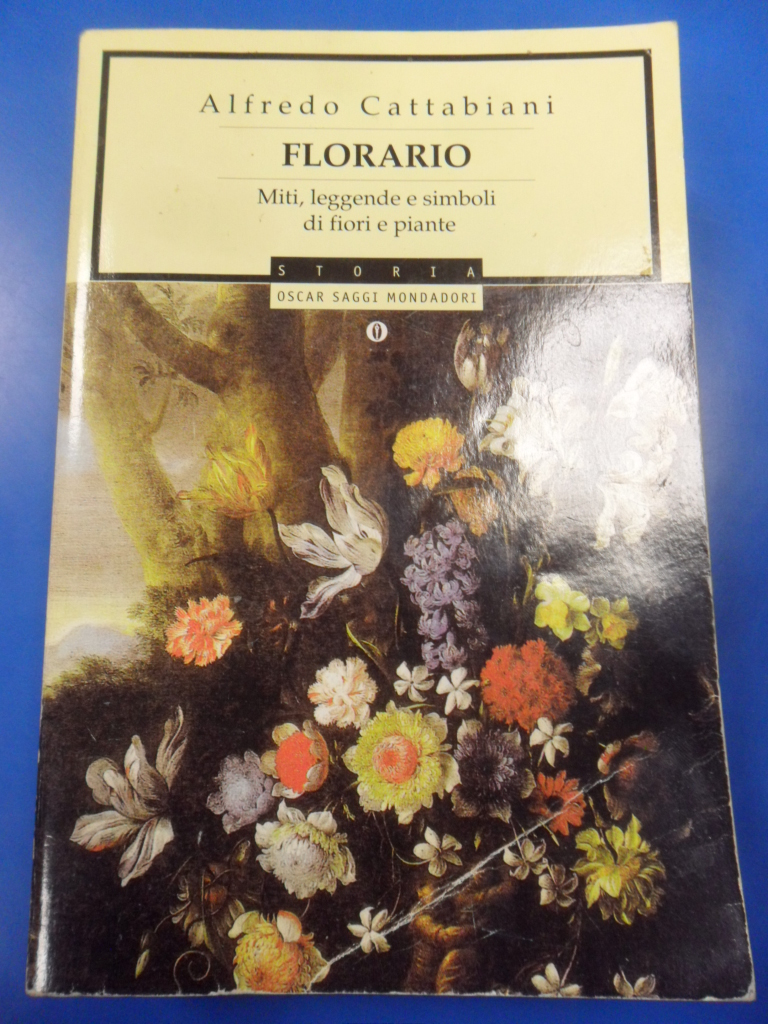 Alfredo Cattabiani
FLORARIO
Miti, leggende e simboli
di fiori e piante
STORIA
OSCAR SAGGI MONDADORI